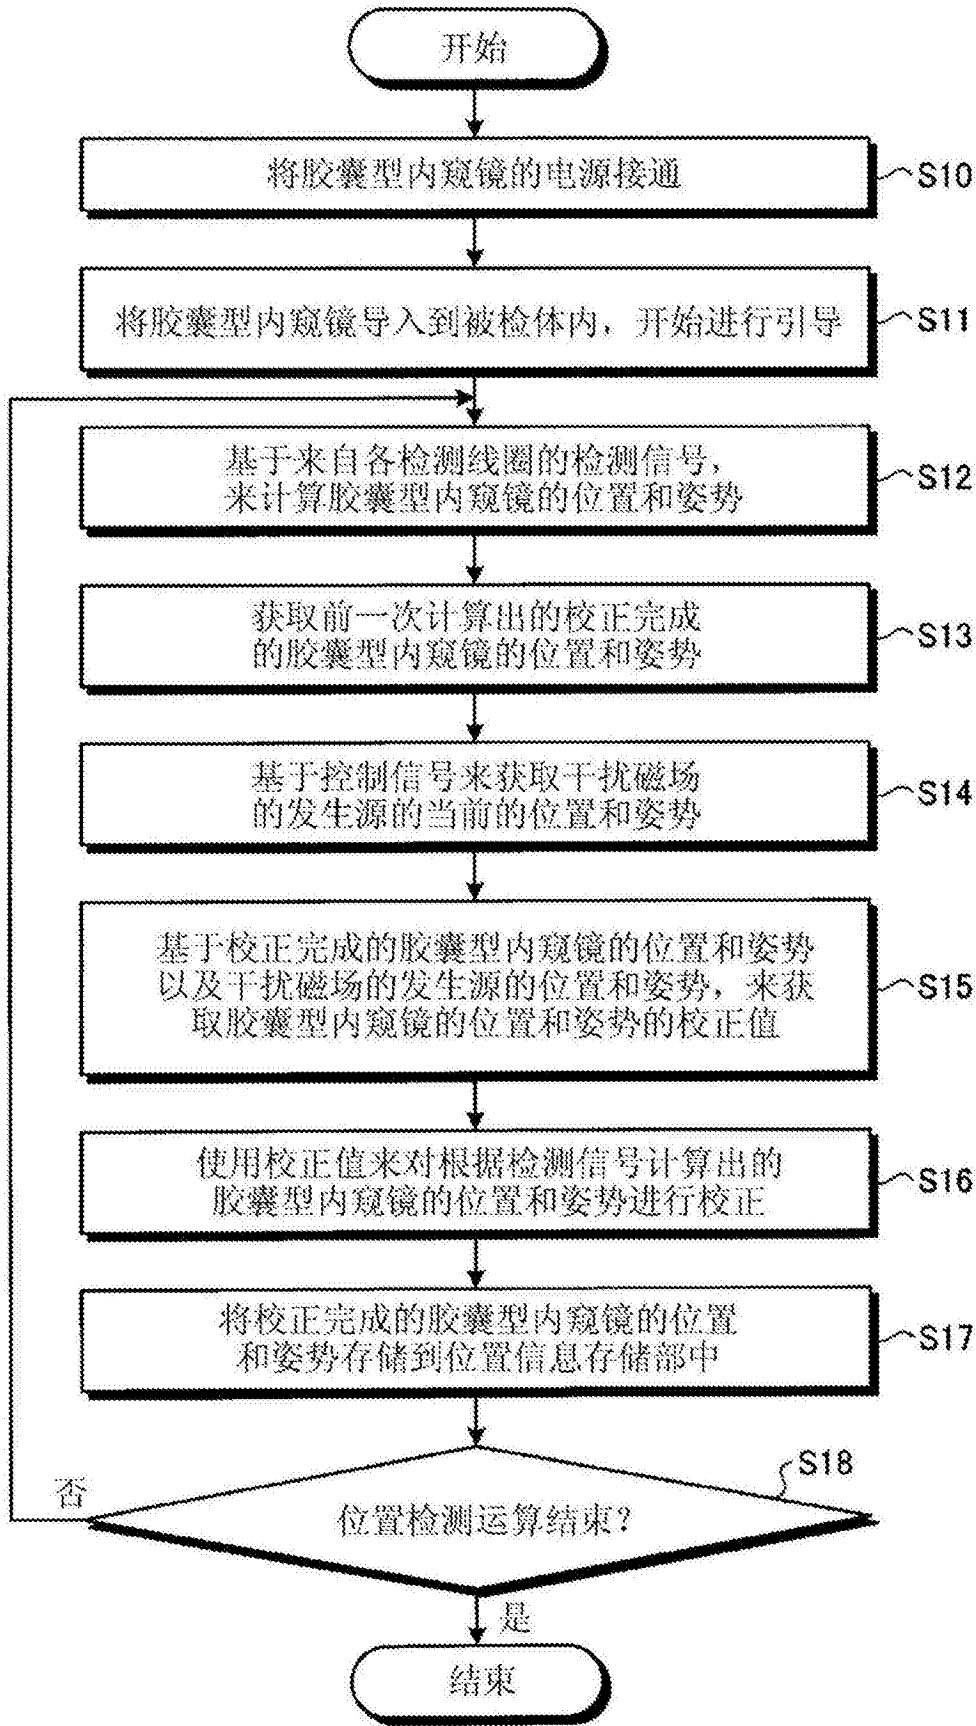 开始
将胶囊型内窥镜的电源接通
S10
将胶囊型内窥镜导入到被检体内，开始进行引导
S11
基于来自各检测线圈的检测信号，
来计算胶囊型内窥镜的位置和姿势
S12
获取前一次计算出的校正完成
的胶囊型内窥镜的位置和姿势
S13
基于控制信号来获取干扰磁场
的发生源的当前的位置和姿势
S14
基于校正完成的胶囊型内窥镜的位置和姿势
以及干扰磁场的发生源的位置和姿势，来获
取胶囊型内窥镜的位置和姿势的校正值
S15
使用校正值来对根据检测信号计算出的
胶囊型内窥镜的位置和姿势进行校正
S16
将校正完成的胶囊型内窥镜的位置
和姿势存储到位置信息存储部中
S17
S18
否
位置检测运算结束？
是
结束